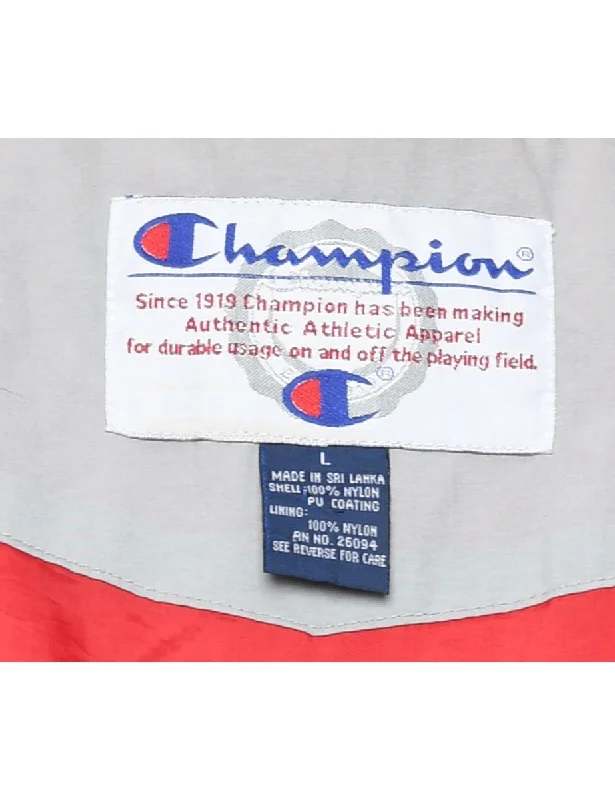 Champion®
Since 1919 Champion has been making
Authentic Athletic Apparel
for durable usage on and off the playing field.
®
L
MADE IN SRI LANKA
SHELL:100% NYLON
PU COATING
LINING:
100% NYLON
RN NO. 26094
SEE REVERSE FOR CARE